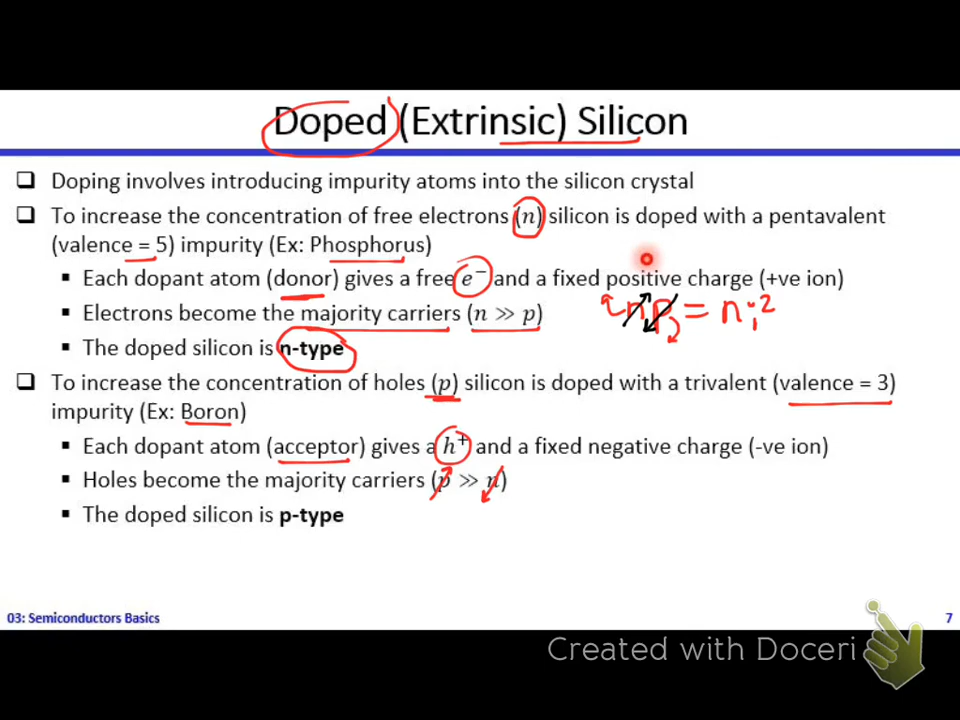 Doped (Extrinsic) Silicon
❑ Doping involves introducing impurity atoms into the silicon crystal
❑ To increase the concentration of free electrons (n) silicon is doped with a pentavalent
(valence = 5) impurity (Ex: Phosphorus)
▪ Each dopant atom (donor) gives a free e⁻ and a fixed positive charge (+ve ion)
▪ Electrons become the majority carriers (n ≫ p)
np = nᵢ²
▪ The doped silicon is n-type
❑ To increase the concentration of holes (p) silicon is doped with a trivalent (valence = 3)
impurity (Ex: Boron)
▪ Each dopant atom (acceptor) gives a h⁺ and a fixed negative charge (-ve ion)
▪ Holes become the majority carriers (p ≫ n)
▪ The doped silicon is p-type
03: Semiconductors Basics
7
Created with Doceri